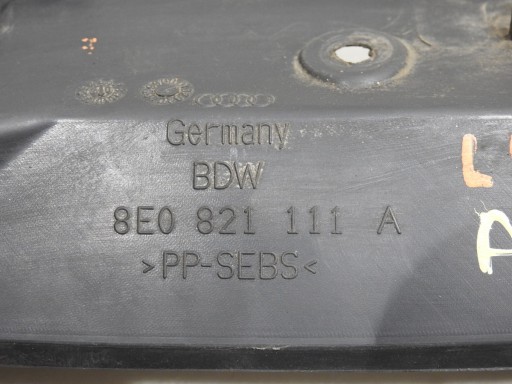 Germany
BDW
8E0 821 111 A
>PP-SEBS<